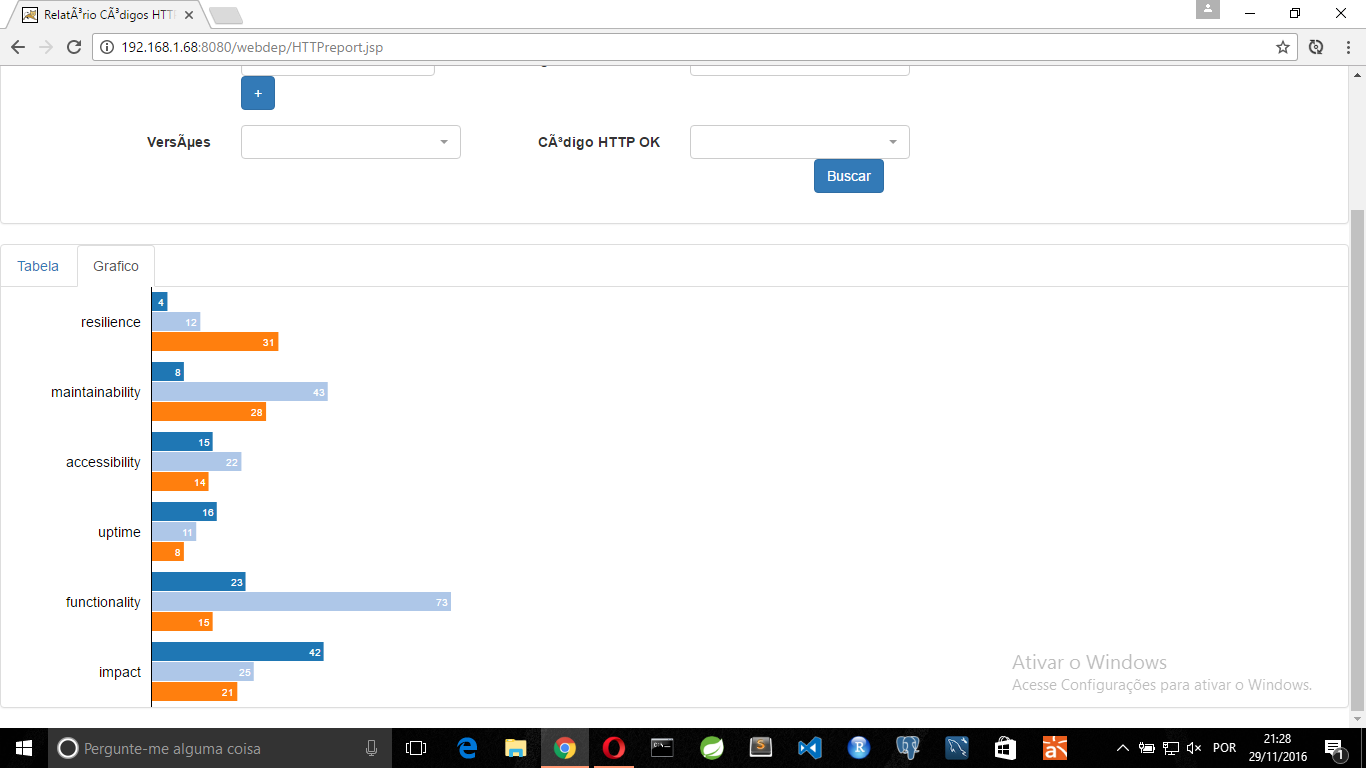 RelatÃ³rio CÃ³digos HTT
192.168.1.68:8080/webdep/HTTPreport.jsp
+
VersÃµes
CÃ³digo HTTP OK
Buscar
Tabela
Grafico
resilience
4
12
31
maintainability
8
43
28
accessibility
15
22
14
uptime
16
11
8
functionality
23
73
15
impact
42
25
21
Ativar o Windows
Acesse Configurações para ativar o Windows.
Pergunte-me alguma coisa
POR
21:28
29/11/2016
1